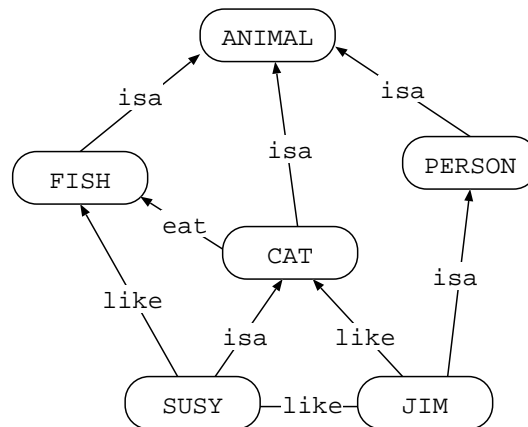 ANIMAL
isa
isa
isa
FISH
PERSON
eat
CAT
like
isa
like
isa
SUSY
like
JIM